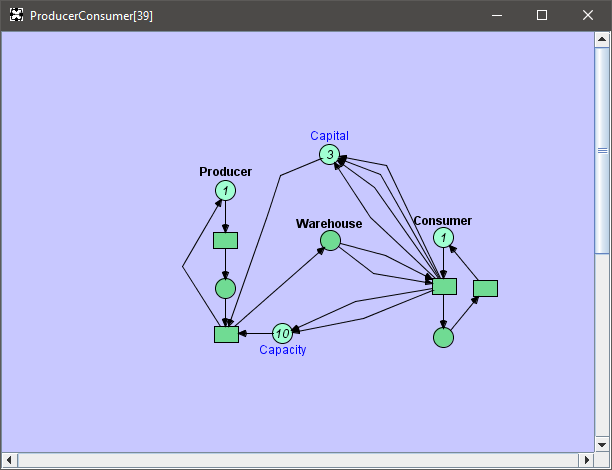 ProducerConsumer[39]
Capital
3
Producer
1
Warehouse
Consumer
1
10
Capacity